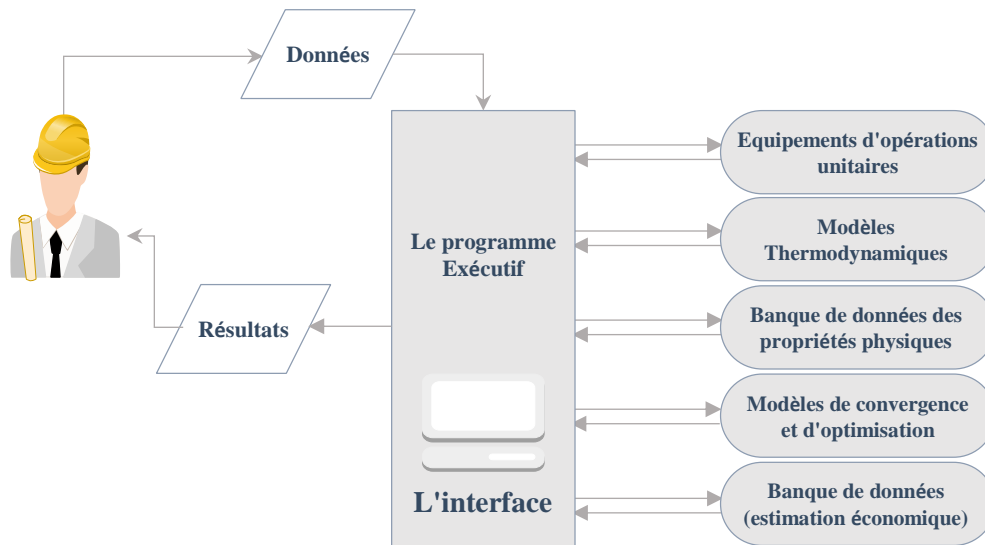 Données
Equipements d'opérations
unitaires
Le programme
Exécutif
Modèles
Thermodynamiques
Résultats
Banque de données des
propriétés physiques
Modèles de convergence
et d'optimisation
L'interface
Banque de données
(estimation économique)